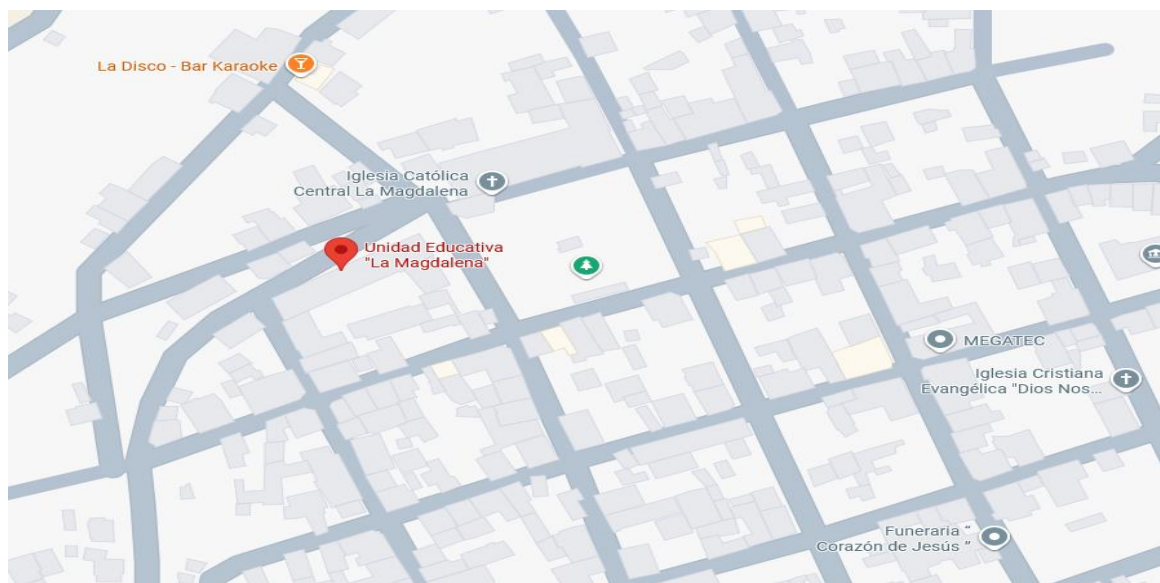 La Disco - Bar Karaoke
Iglesia Católica
Central La Magdalena
Unidad Educativa
"La Magdalena"
MEGATEC
Iglesia Cristiana
Evangélica "Dios Nos...
Funeraria "
Corazón de Jesús "